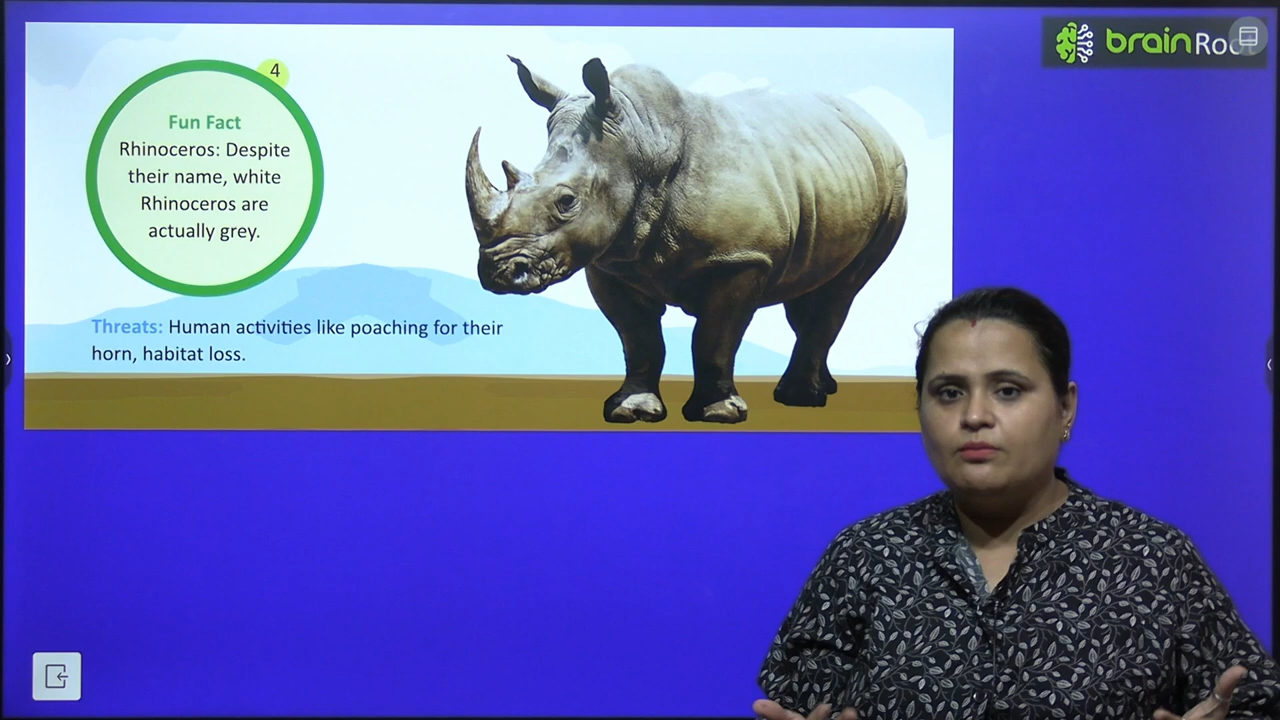 4
Fun Fact
Rhinoceros: Despite
their name, white
Rhinoceros are
actually grey.
Threats: Human activities like poaching for their
horn, habitat loss.
brainRoot